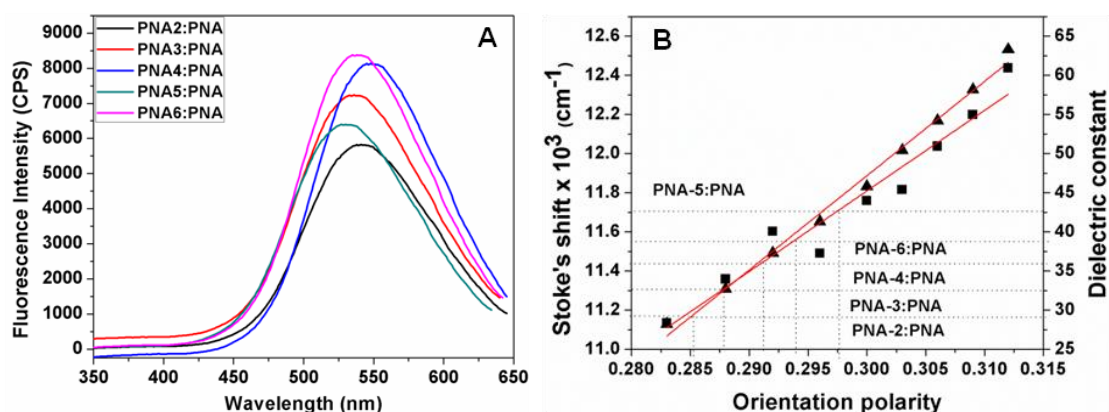 A
PNA2:PNA
PNA3:PNA
PNA4:PNA
PNA5:PNA
PNA6:PNA
Fluorescence Intensity (CPS)
9000
8000
7000
6000
5000
4000
3000
2000
1000
0
350 400 450 500 550 600 650
Wavelength (nm)
B
Stoke's shift x 10³ (cm⁻¹)
12.6
12.4
12.2
12.0
11.8
11.6
11.4
11.2
11.0
PNA-5:PNA
PNA-6:PNA
PNA-4:PNA
PNA-3:PNA
PNA-2:PNA
65
60
55
50
45
40
35
30
25
Dielectric constant
0.280 0.285 0.290 0.295 0.300 0.305 0.310 0.315
Orientation polarity